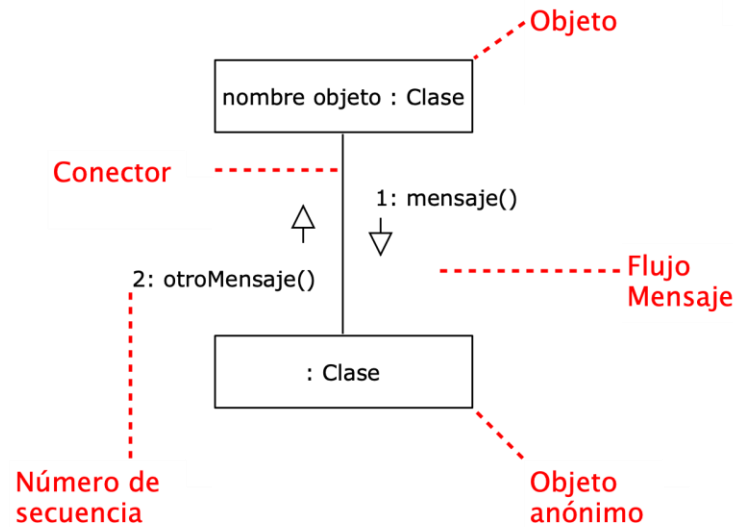 Objeto
nombre objeto : Clase
Conector
1: mensaje()
Flujo
Mensaje
2: otroMensaje()
: Clase
Número de
secuencia
Objeto
anónimo